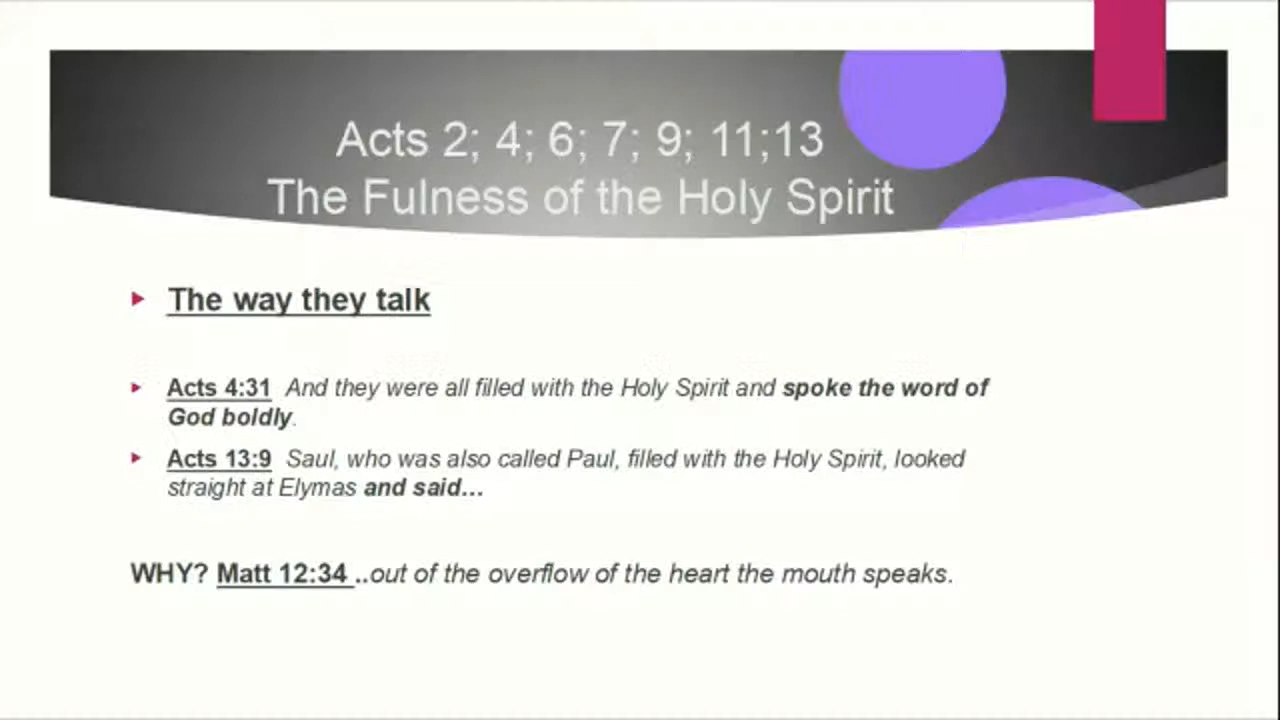 Acts 2; 4; 6; 7; 9; 11;13
The Fulness of the Holy Spirit
The way they talk
Acts 4:31 And they were all filled with the Holy Spirit and spoke the word of
God boldly.
Acts 13:9 Saul, who was also called Paul, filled with the Holy Spirit, looked
straight at Elymas and said...
WHY? Matt 12:34 ..out of the overflow of the heart the mouth speaks.